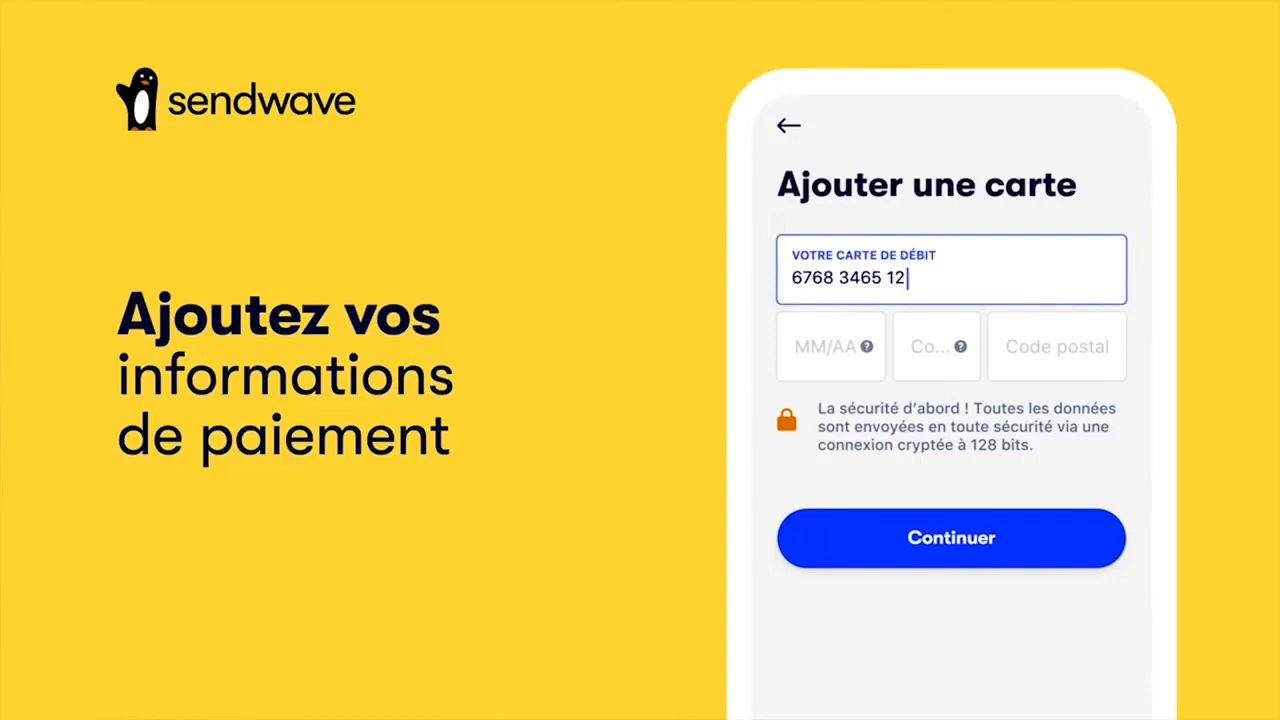 sendwave
Ajoutez vos
informations
de paiement
Ajouter une carte
VOTRE CARTE DE DÉBIT
6768 3465 12
MM/AA ?
Co... ?
Code postal
La sécurité d’abord ! Toutes les données
sont envoyées en toute sécurité via une
connexion cryptée à 128 bits.
Continuer